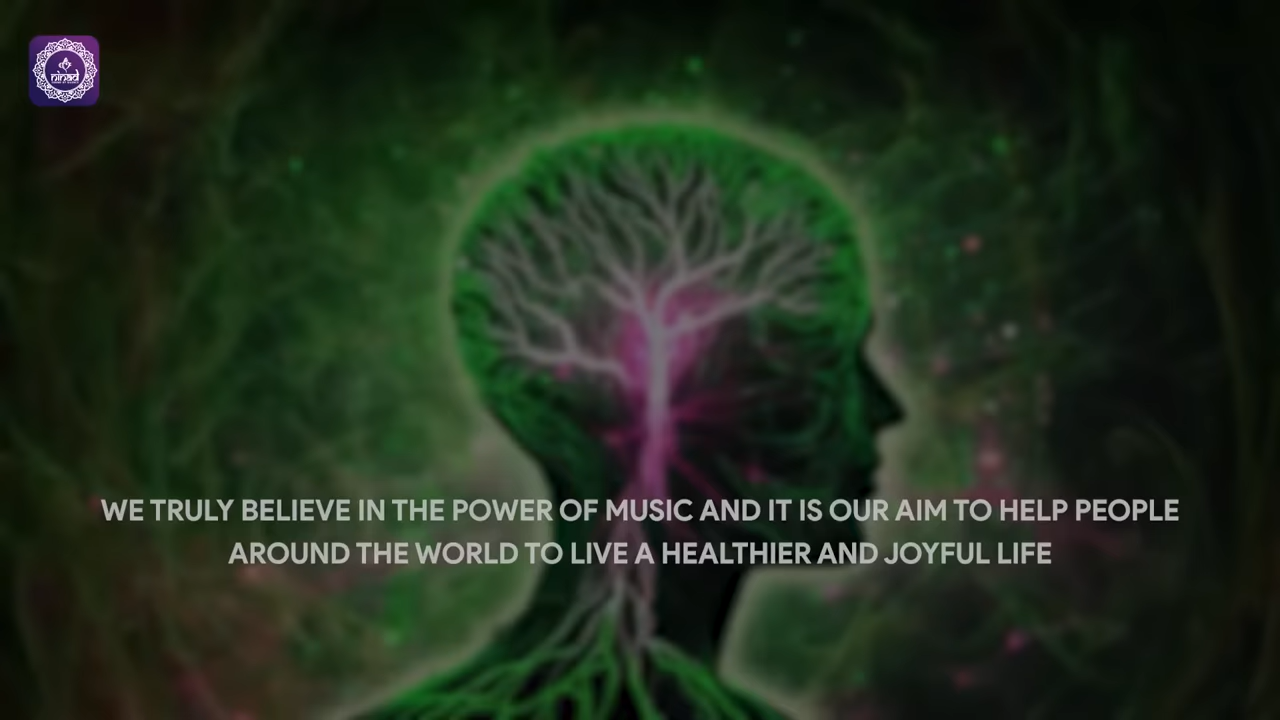 ninad
WE TRULY BELIEVE IN THE POWER OF MUSIC AND IT IS OUR AIM TO HELP PEOPLE
AROUND THE WORLD TO LIVE A HEALTHIER AND JOYFUL LIFE